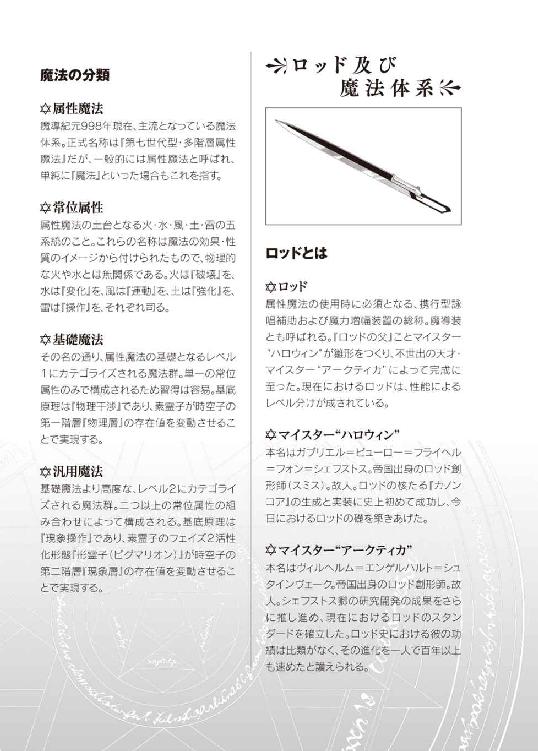 ロッド及び
魔法体系
ロッドとは
✡ロッド
属性魔法の使用時に必須となる、携行型詠
唱補助および魔力増幅装置の総称。魔導装
とも呼ばれる。『ロッドの父』ことマイスター
“ハロウィン”が雛形をつくり、不世出の天才・
マイスター“アークティカ”によって完成に
至った。現在におけるロッドは、性能による
レベル分けが成されている。
✡マイスター“ハロウィン”
本名はガブリエル=ビューロー=フライヘル
=フォン=シェフストス。帝国出身のロッド創
形師(スミス)。故人。ロッドの核たる『カノン
コア』の生成と実装に史上初めて成功し、今
日におけるロッドの礎を築きあげた。
✡マイスター“アークティカ”
本名はヴィルヘルム=エンゲルハルト=シュ
タインヴェーク。帝国出身のロッド創形師。故
人。シェフストス卿の研究開発の成果をさら
に推し進め、現在におけるロッドのスタン
ダードを確立した。ロッド史における彼の功
績は比類がなく、その進化を一人で百年以上
も速めたと讃えられる。
魔法の分類
✡属性魔法
魔導紀元998年現在、主流となっている魔法
体系。正式名称は『第七世代型・多階層属性
魔法』だが、一般的には属性魔法と呼ばれ、
単純に『魔法』といった場合もこれを指す。
✡常位属性
属性魔法の土台となる火・水・風・土・雷の五
系統のこと。これらの名称は魔法の効果・性
質のイメージから付けられたもので、物理的
な火や水とは無関係である。火は『破壊』を、
水は『変化』を、風は『運動』を、土は『強化』を、
雷は『操作』を、それぞれ司る。
✡基礎魔法
その名の通り、属性魔法の基礎となるレベル
1にカテゴライズされる魔法群。単一の常位
属性のみで構成されるため習得は容易。基底
原理は『物理干渉』であり、素霊子が時空子の
第一階層『物理層』の存在値を変動させるこ
とで実現する。
✡汎用魔法
基礎魔法より高度な、レベル2にカテゴライ
ズされる魔法群。二つ以上の常位属性の組
み合わせによって構成される。基底原理は
『現象操作』であり、素霊子のフェイズ2活性
化形態『形霊子(ピグマリオン)』が時空子の
第二階層『現象層』の存在値を変動させるこ
とで実現する。